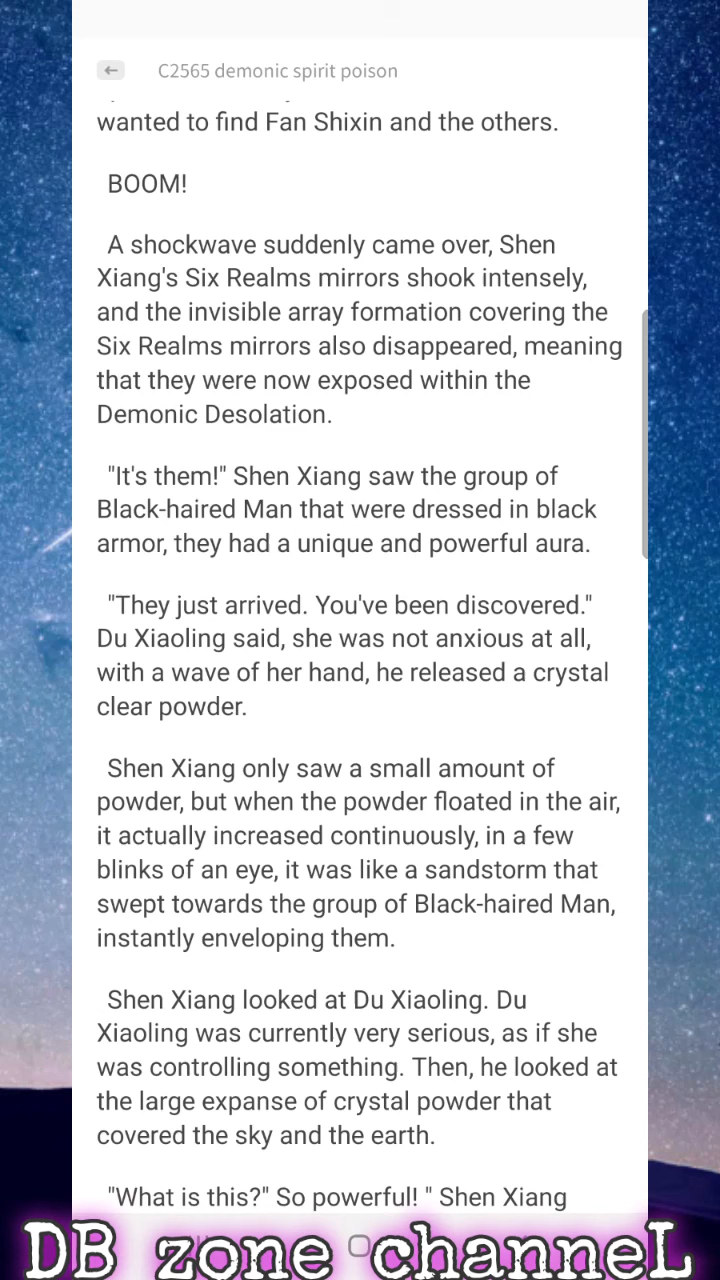 C2565 demonic spirit poison
wanted to find Fan Shixin and the others.
BOOM!
A shockwave suddenly came over, Shen
Xiang's Six Realms mirrors shook intensely,
and the invisible array formation covering the
Six Realms mirrors also disappeared, meaning
that they were now exposed within the
Demonic Desolation.
"It's them!" Shen Xiang saw the group of
Black-haired Man that were dressed in black
armor, they had a unique and powerful aura.
"They just arrived. You've been discovered."
Du Xiaoling said, she was not anxious at all,
with a wave of her hand, he released a crystal
clear powder.
Shen Xiang only saw a small amount of
powder, but when the powder floated in the air,
it actually increased continuously, in a few
blinks of an eye, it was like a sandstorm that
swept towards the group of Black-haired Man,
instantly enveloping them.
Shen Xiang looked at Du Xiaoling. Du
Xiaoling was currently very serious, as if she
was controlling something. Then, he looked at
the large expanse of crystal powder that
covered the sky and the earth.
"What is this?" So powerful! " Shen Xiang
DB zone channeL